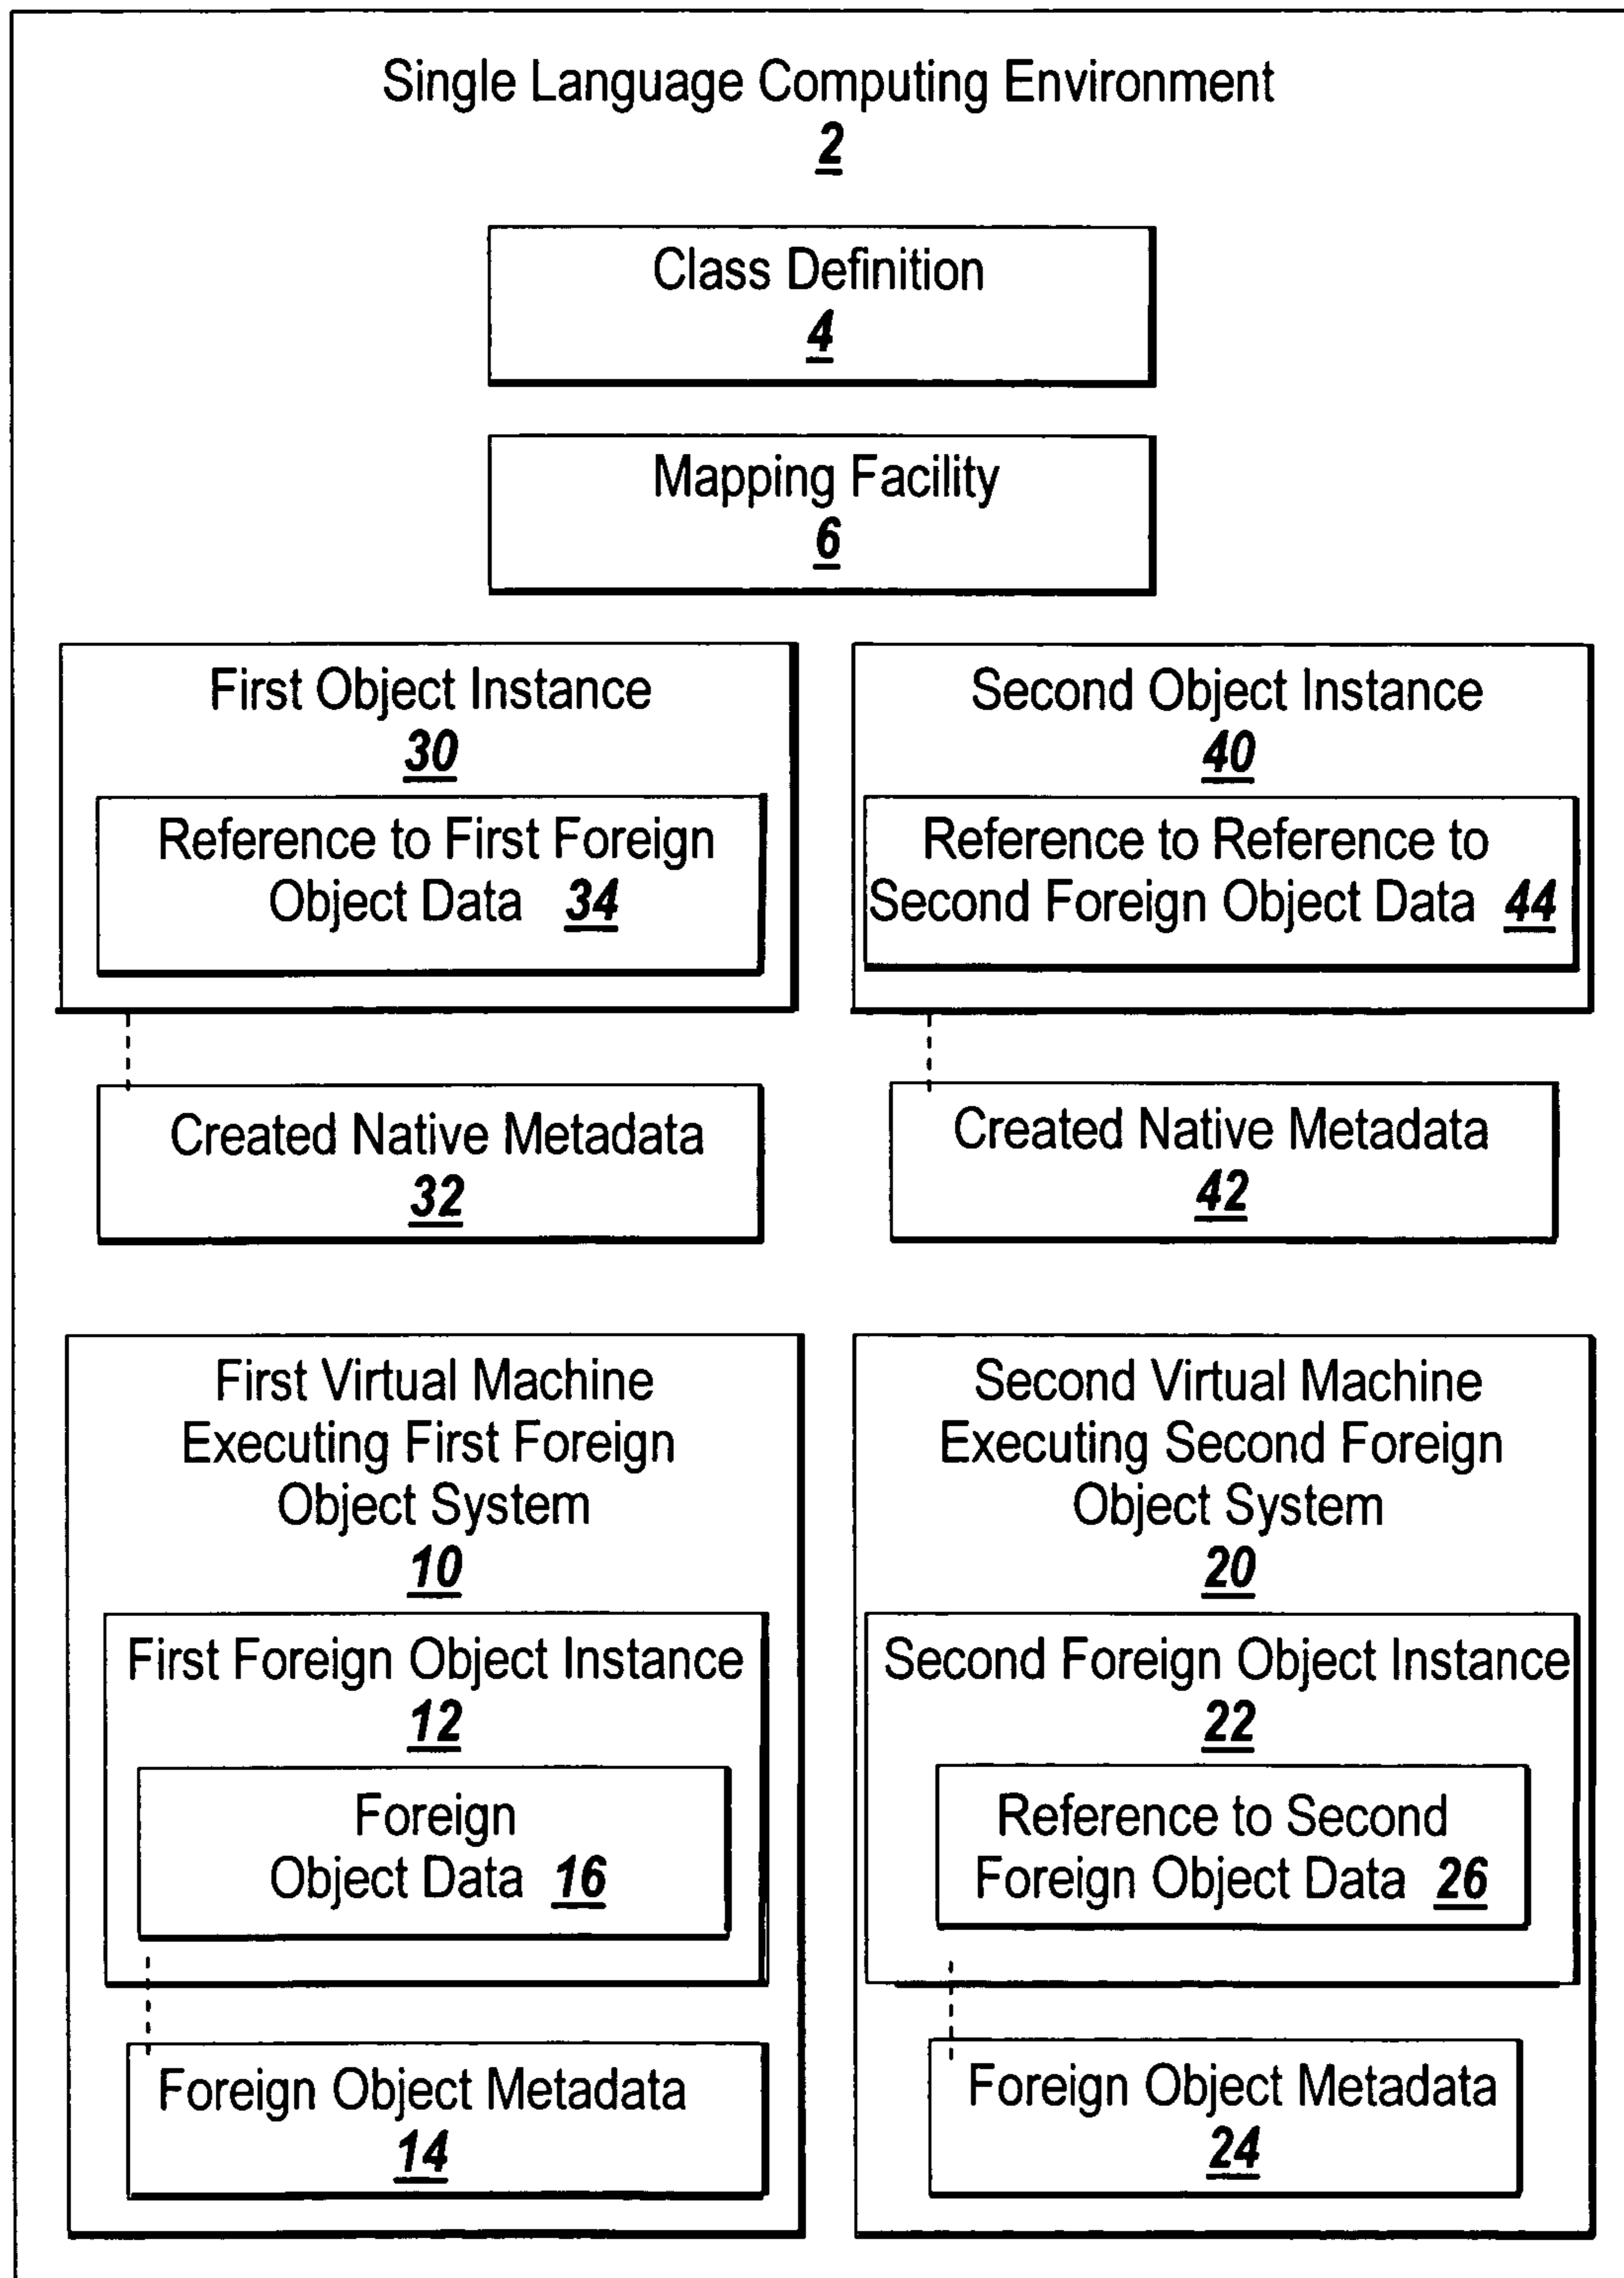 Single Language Computing Environment
2
Class Definition
4
Mapping Facility
6
First Object Instance
30
Reference to First Foreign
Object Data 34
Created Native Metadata
32
Second Object Instance
40
Reference to Reference to
Second Foreign Object Data 44
Created Native Metadata
42
First Virtual Machine
Executing First Foreign
Object System
10
First Foreign Object Instance
12
Foreign
Object Data 16
Foreign Object Metadata
14
Second Virtual Machine
Executing Second Foreign
Object System
20
Second Foreign Object Instance
22
Reference to Second
Foreign Object Data 26
Foreign Object Metadata
24